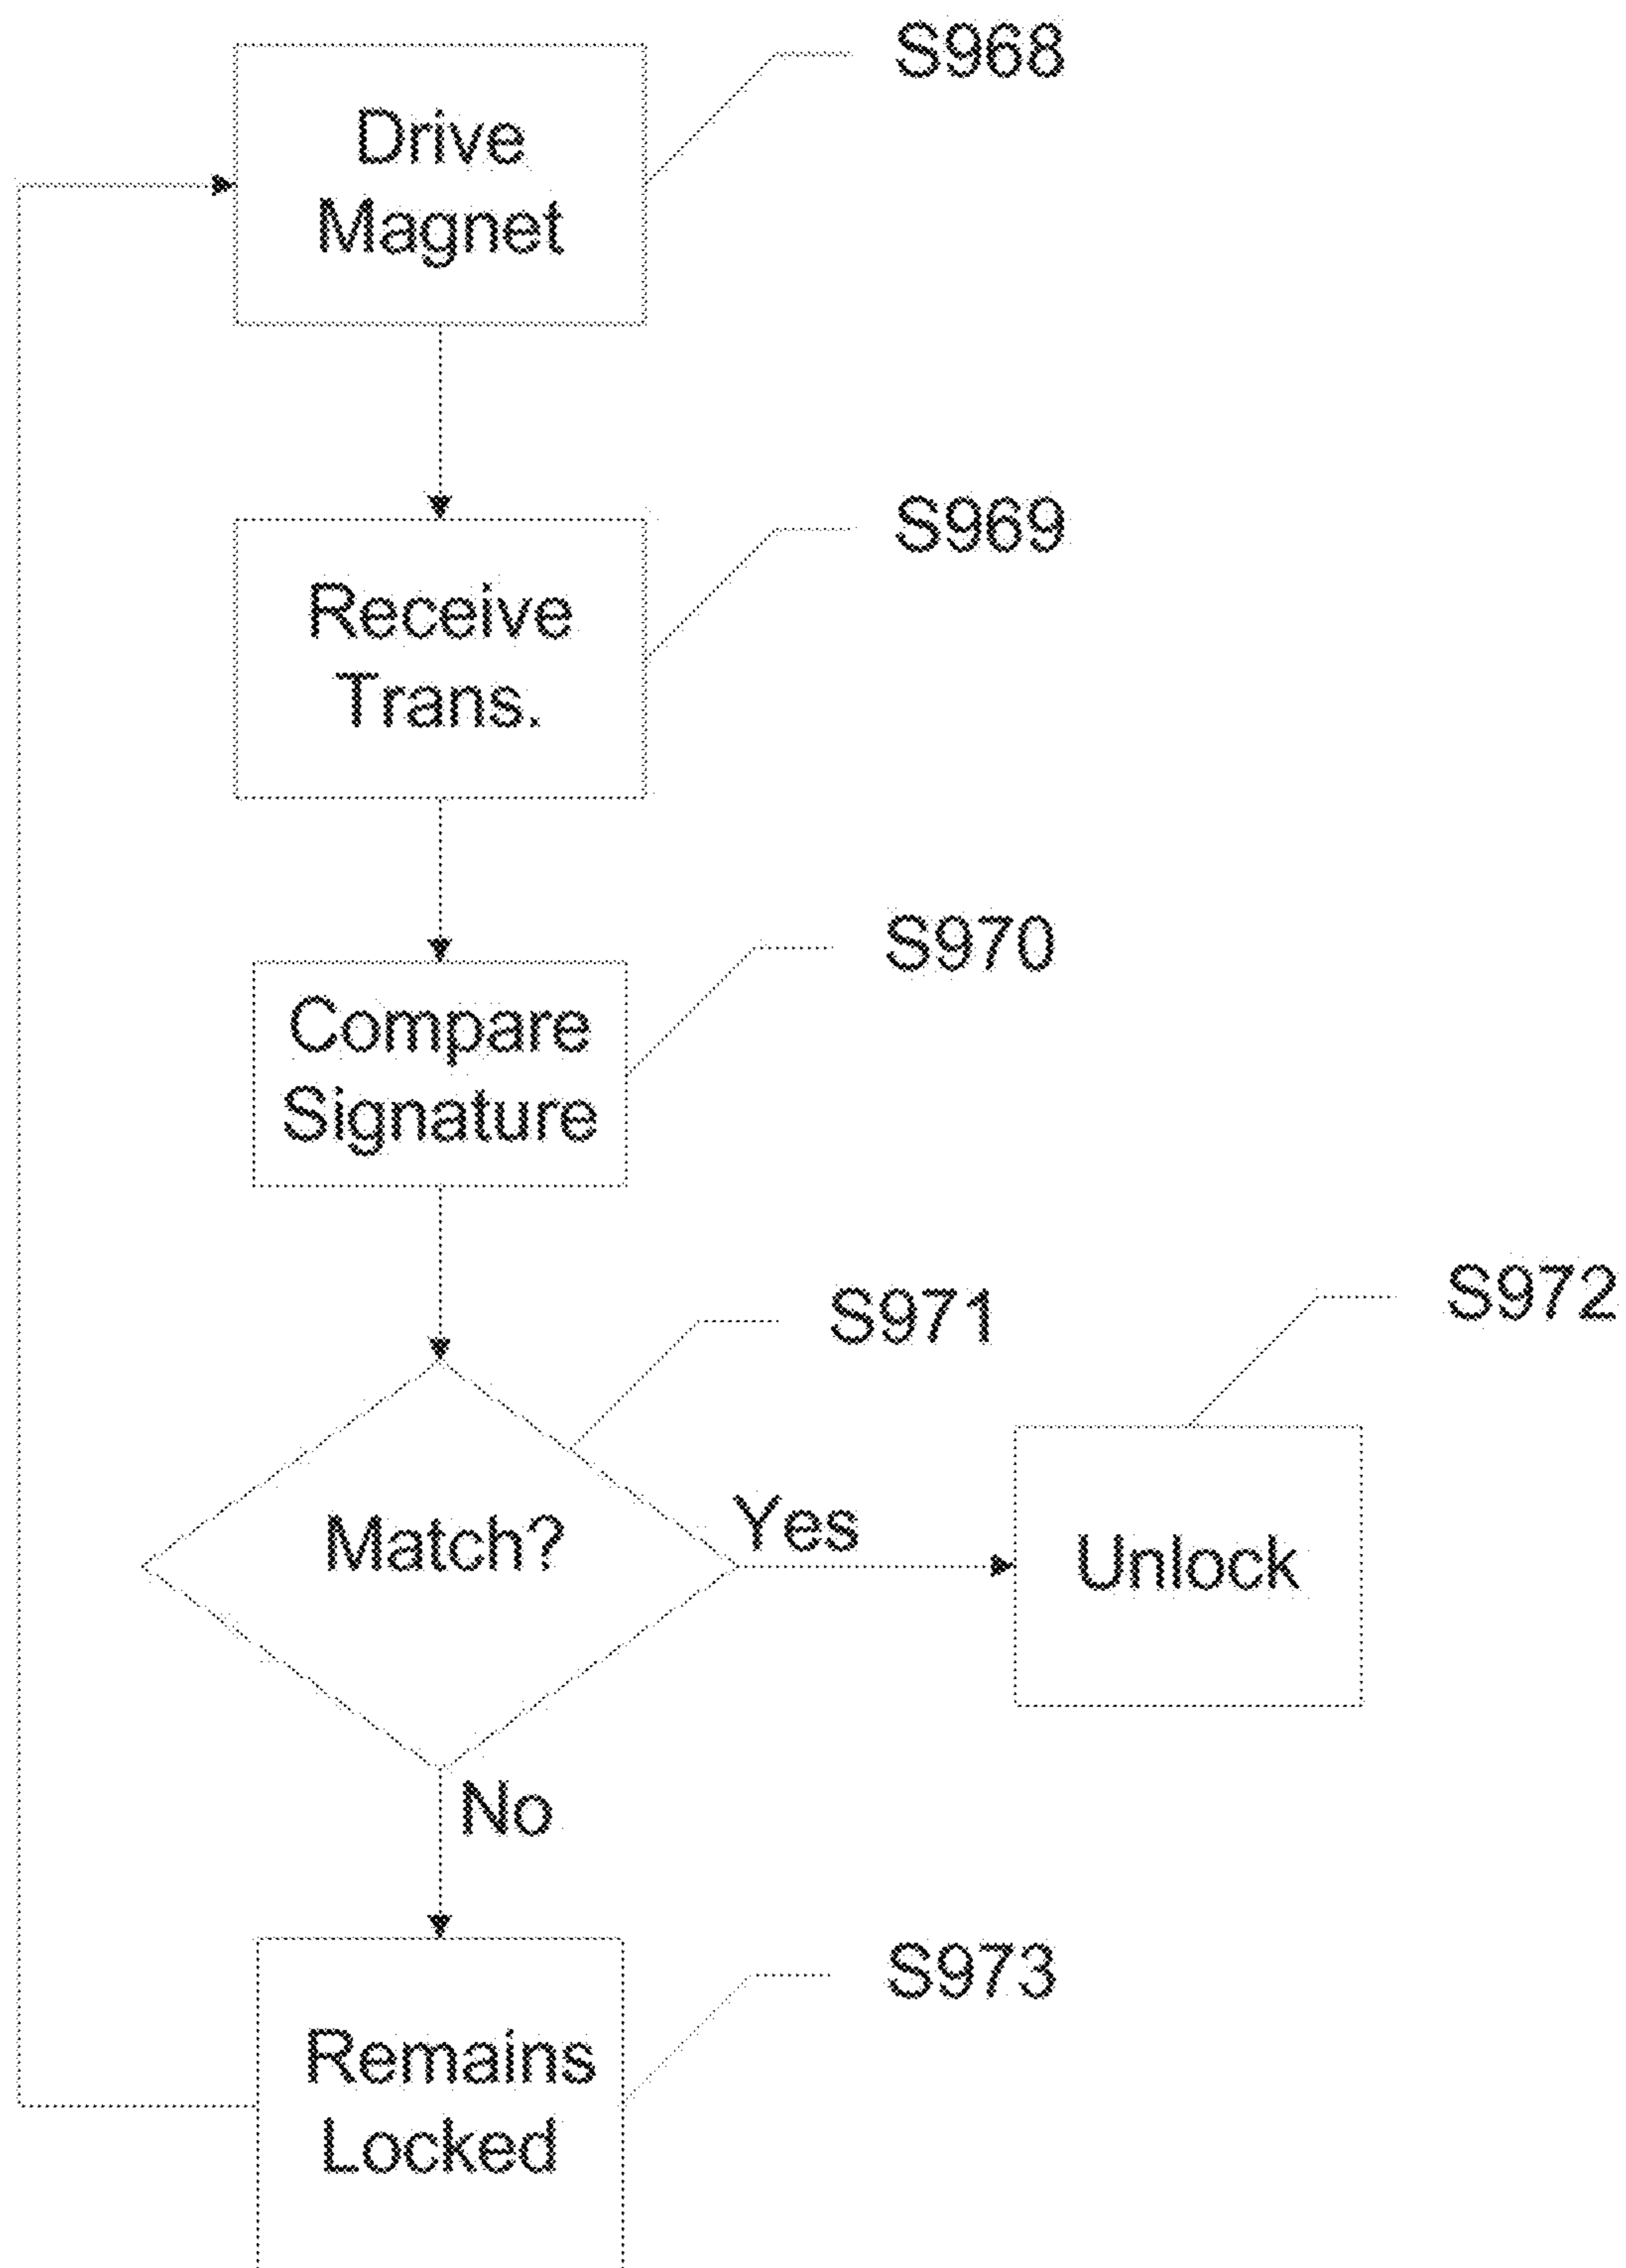 S968
Drive
Magnet
S969
Receive
Trans.
S970
Compare
Signature
S971
S972
Match?
Yes
Unlock
No
S973
Remains
Locked